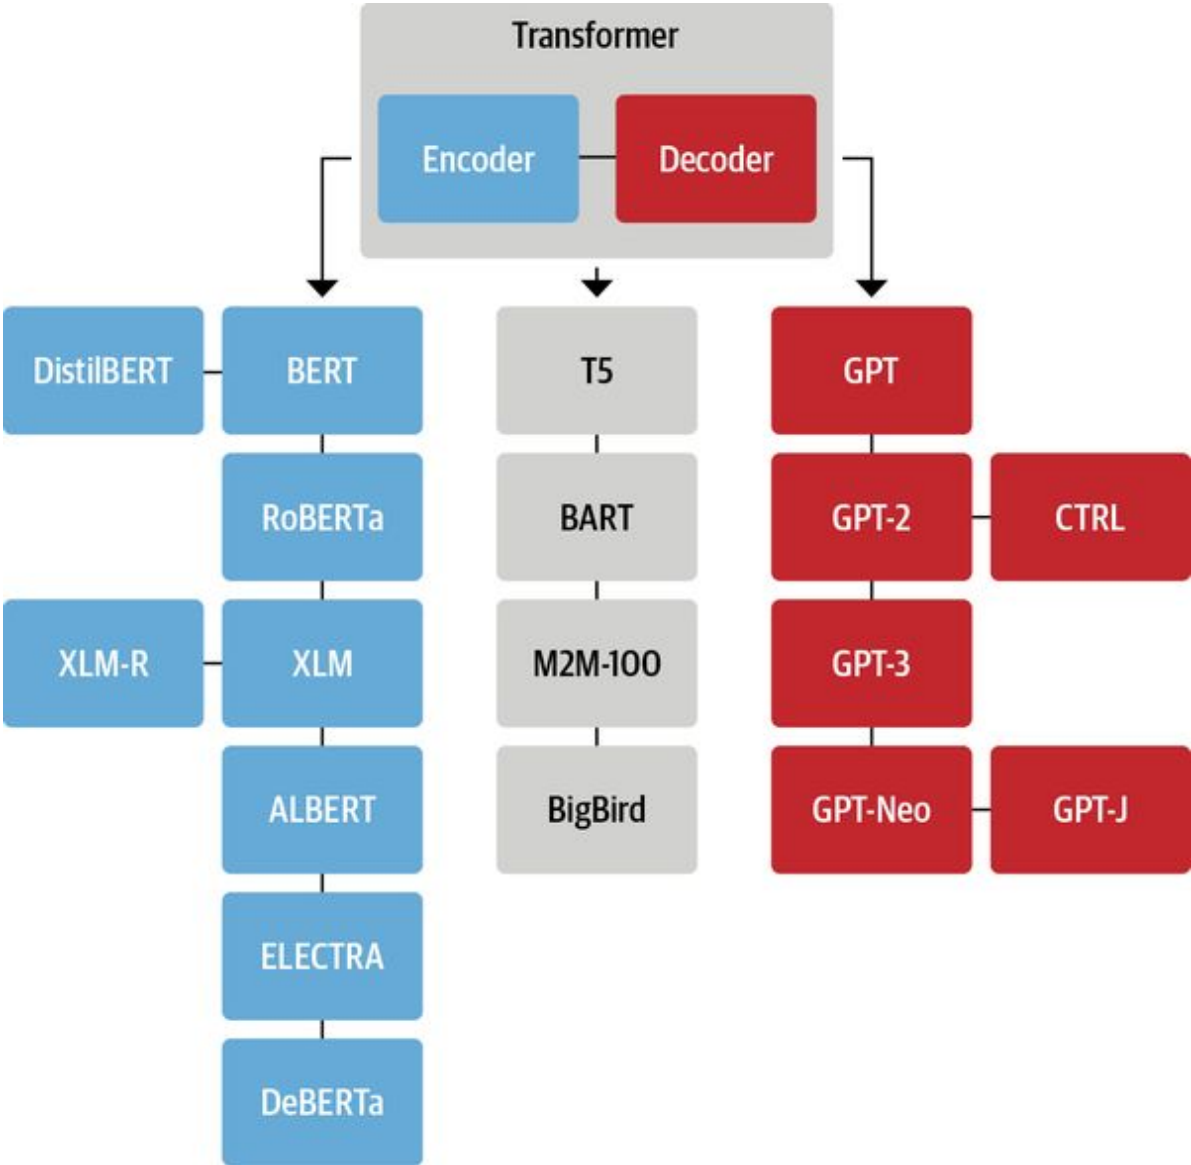 Transformer
Encoder
Decoder
DistilBERT
BERT
T5
GPT
RoBERTa
BART
GPT-2
CTRL
XLM-R
XLM
M2M-100
GPT-3
ALBERT
BigBird
GPT-Neo
GPT-J
ELECTRA
DeBERTa